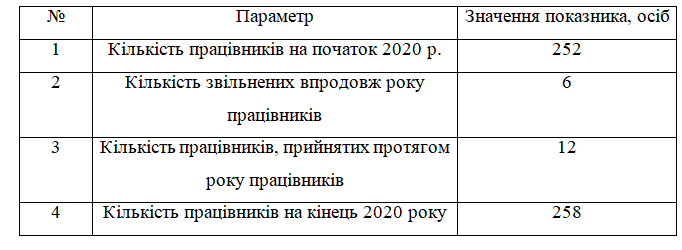 № Параметр Значення показника, осіб
1 Кількість працівників на початок 2020 р. 252
2 Кількість звільнених впродовж року 6
працівників
3 Кількість працівників, прийнятих протягом 12
року працівників
4 Кількість працівників на кінець 2020 року 258